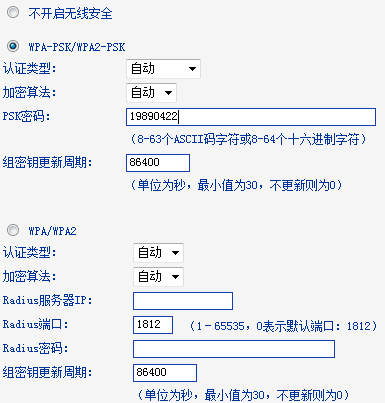 不开启无线安全
WPA-PSK/WPA2-PSK
认证类型： 自动
加密算法： 自动
PSK密码： 19890422
（8-63个ASCII码字符或8-64个十六进制字符）
组密钥更新周期： 86400
（单位为秒，最小值为30，不更新则为0）
WPA/WPA2
认证类型： 自动
加密算法： 自动
Radius服务器IP：
Radius端口： 1812 （1－65535，0表示默认端口：1812）
Radius密码：
组密钥更新周期： 86400
（单位为秒，最小值为30，不更新则为0）